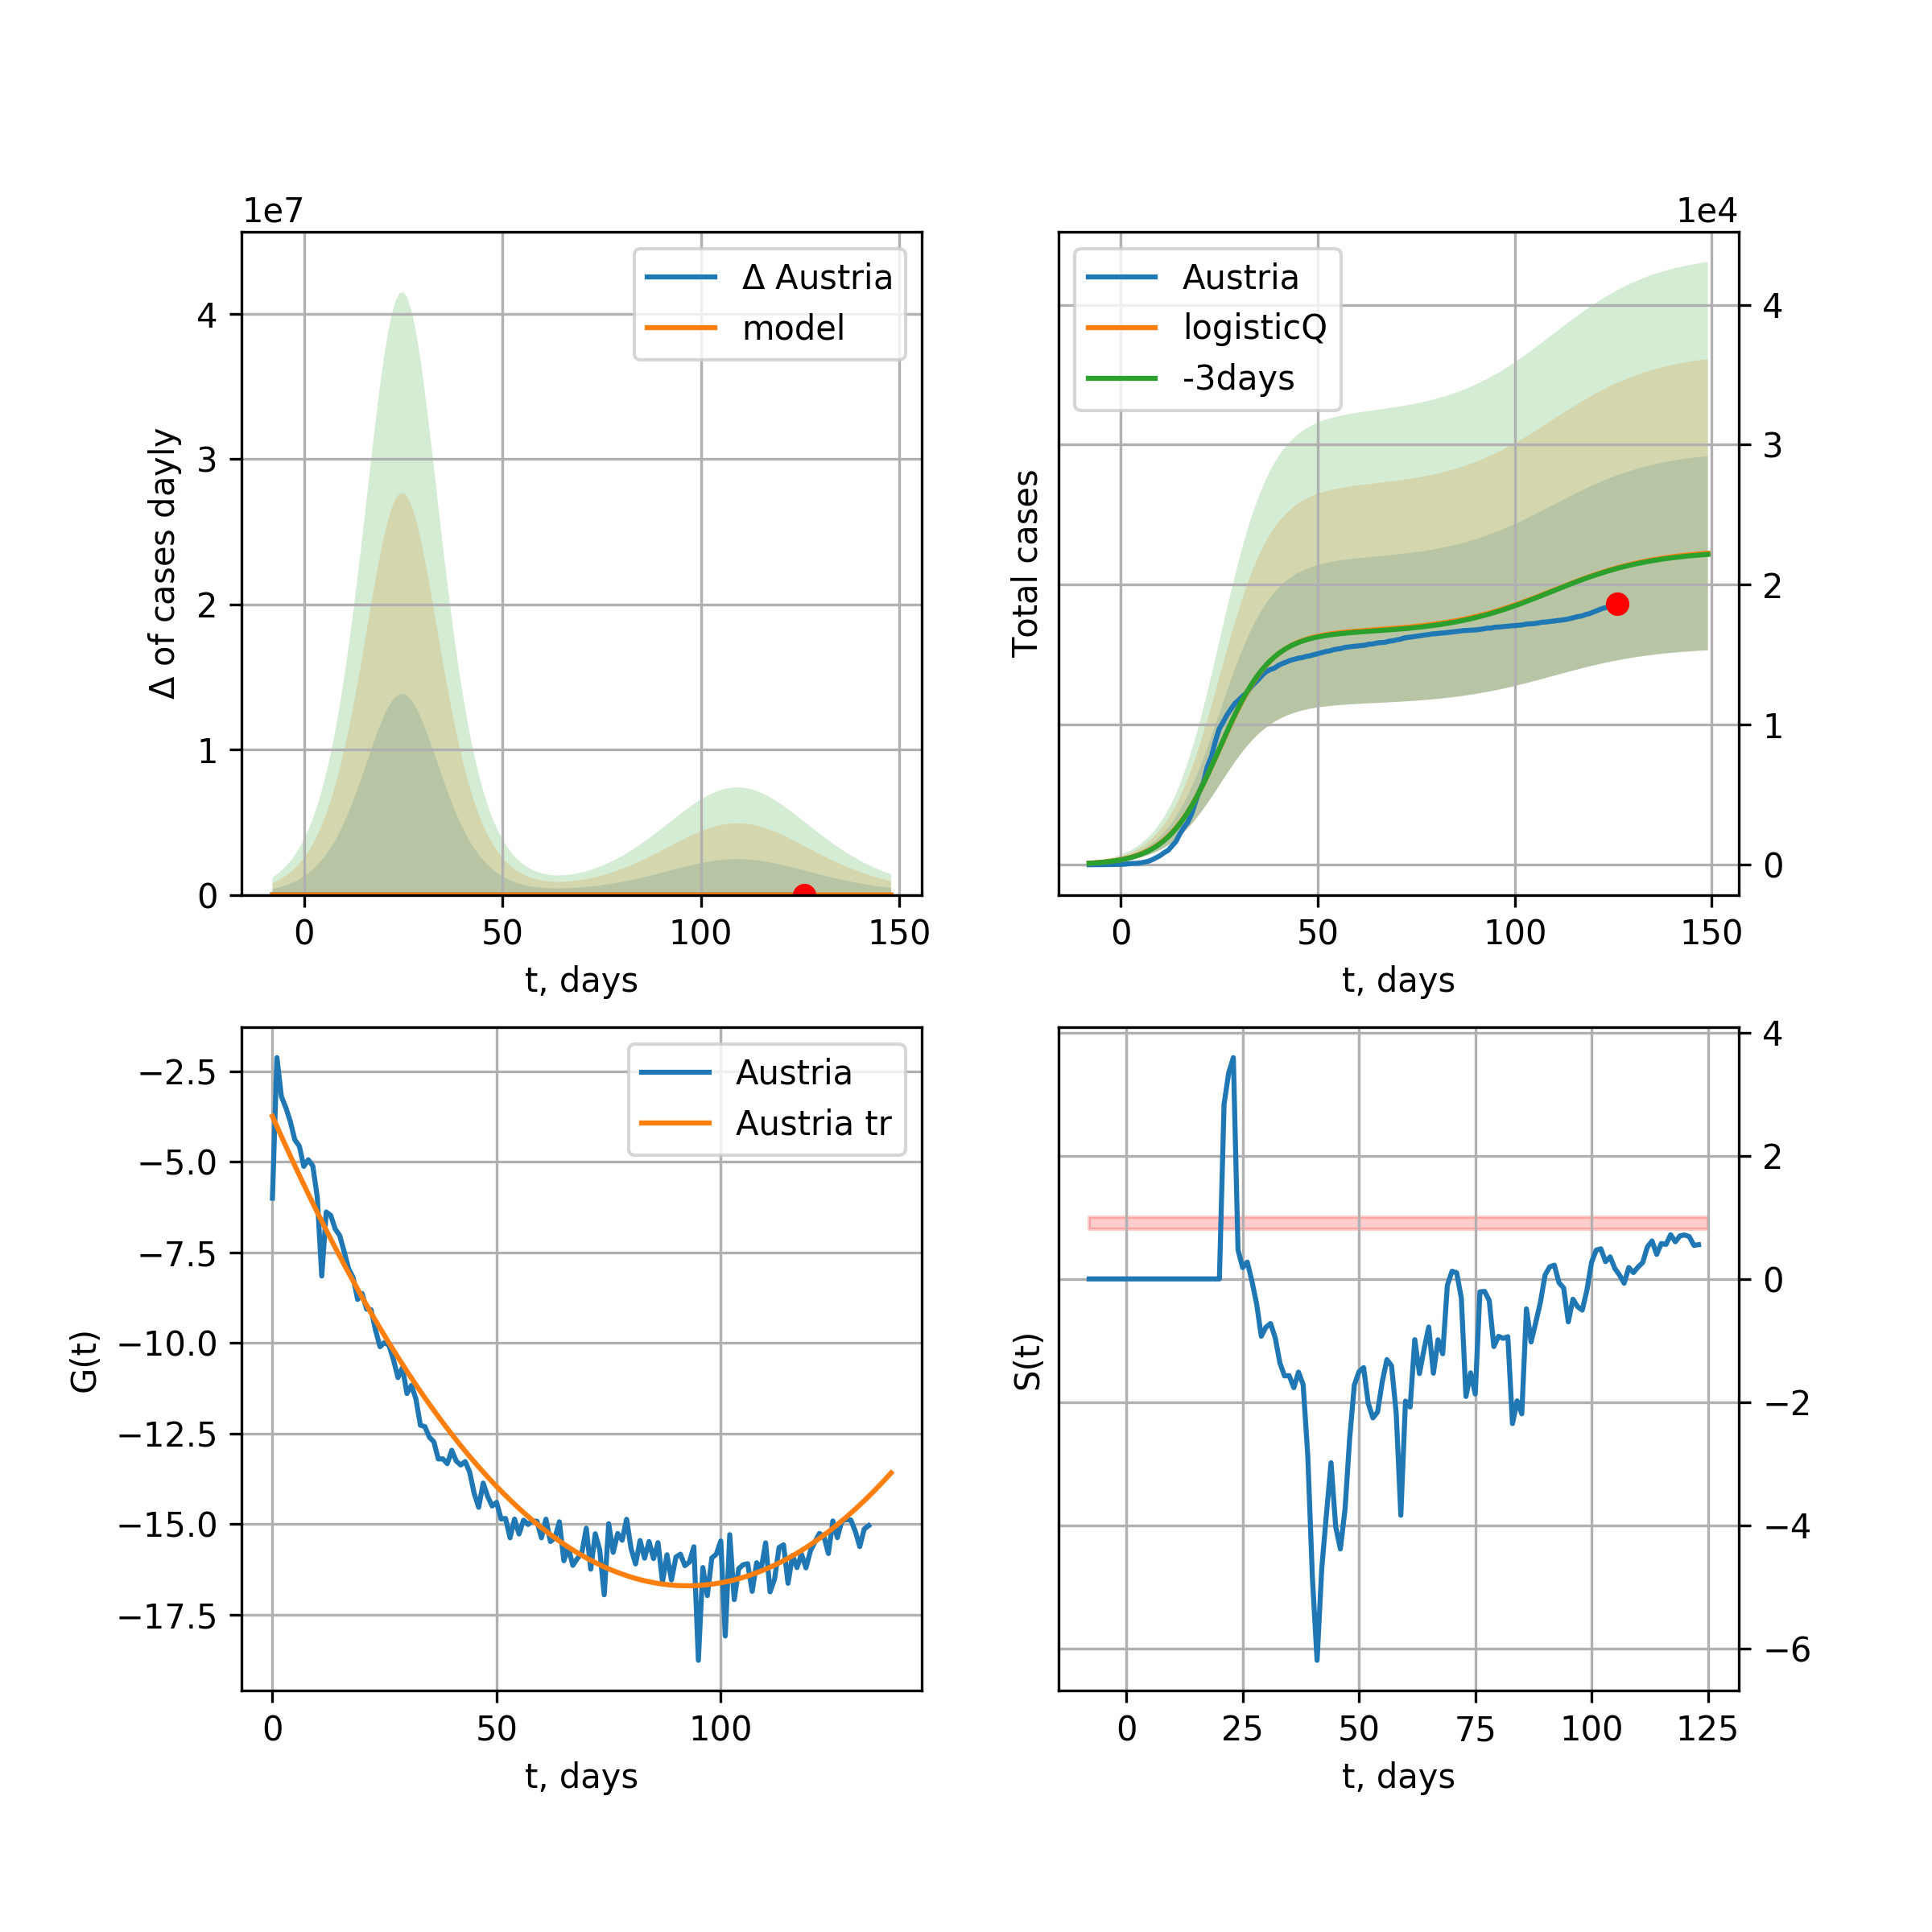 1e7
Δ of cases dayly
4
3
2
1
0
0 50 100 150
t, days
Δ Austria
model
1e4
Total cases
4
3
2
1
0
0 50 100 150
t, days
Austria
logisticQ
-3days
G(t)
−2.5
−5.0
−7.5
−10.0
−12.5
−15.0
−17.5
0 50 100
t, days
Austria
Austria tr
S(t)
4
2
0
−2
−4
−6
0 25 50 75 100 125
t, days